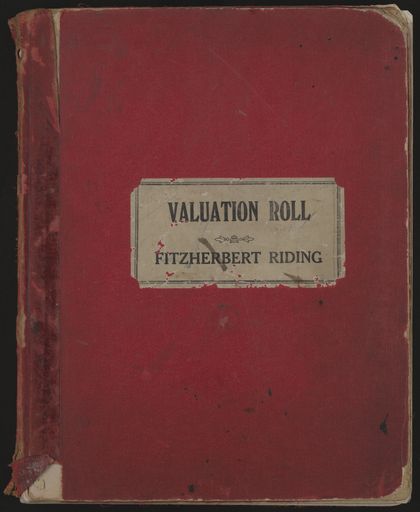 VALUATION ROLL
FITZHERBERT RIDING